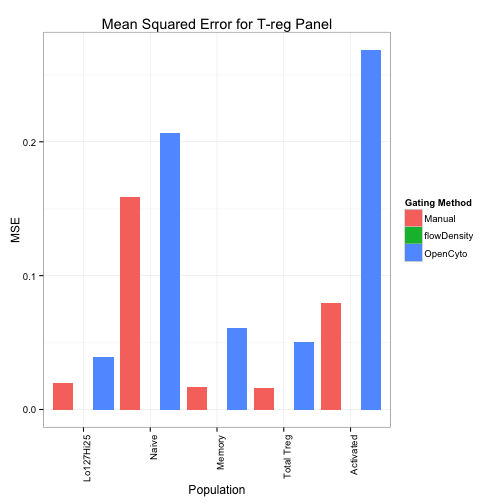 Mean Squared Error for T-reg Panel
MSE
0.2
0.1
0.0
Lo127Hi25
Naive
Memory
Total Treg
Activated
Population
Gating Method
Manual
flowDensity
OpenCyto